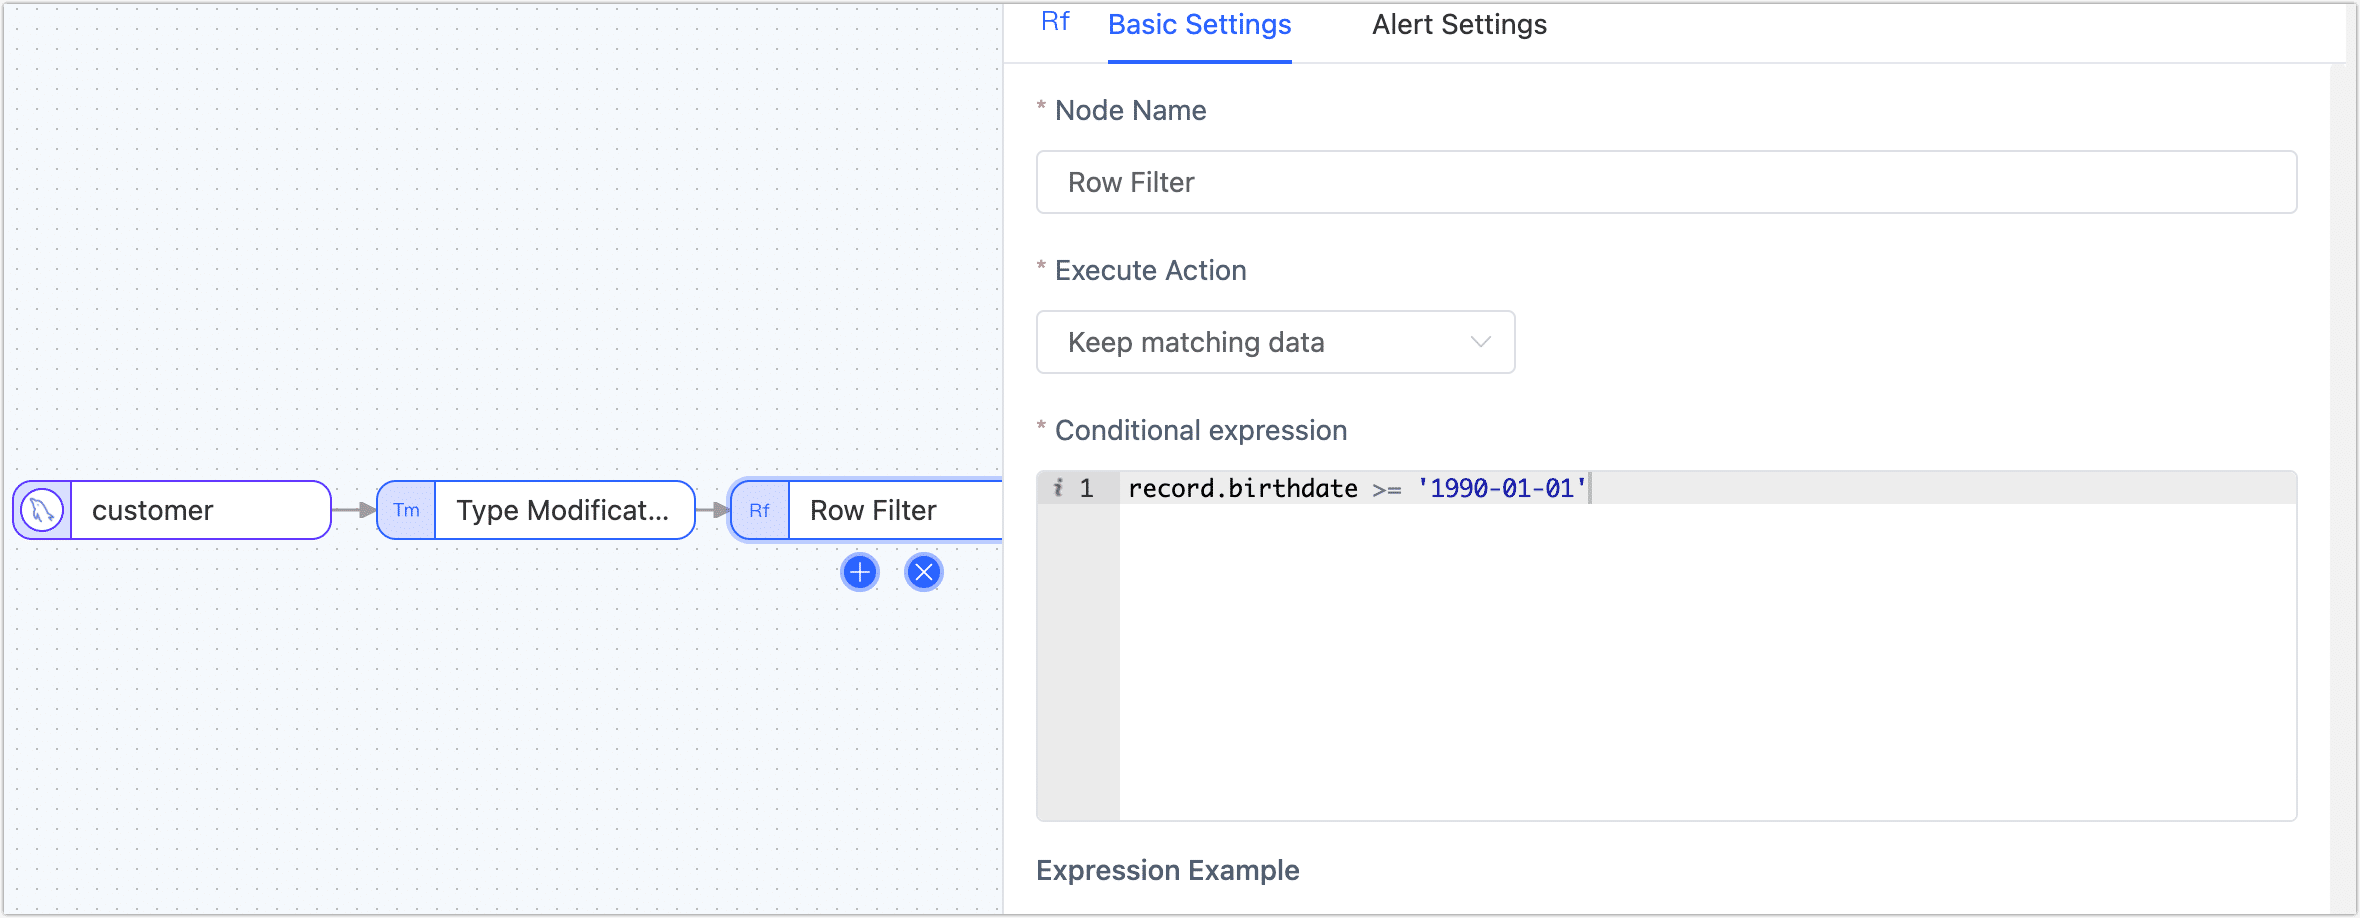 Rf Basic Settings Alert Settings
* Node Name
Row Filter
* Execute Action
Keep matching data
* Conditional expression
i 1 record.birthdate >= '1990-01-01'
customer
Tm Type Modificat...
Rf Row Filter
Expression Example